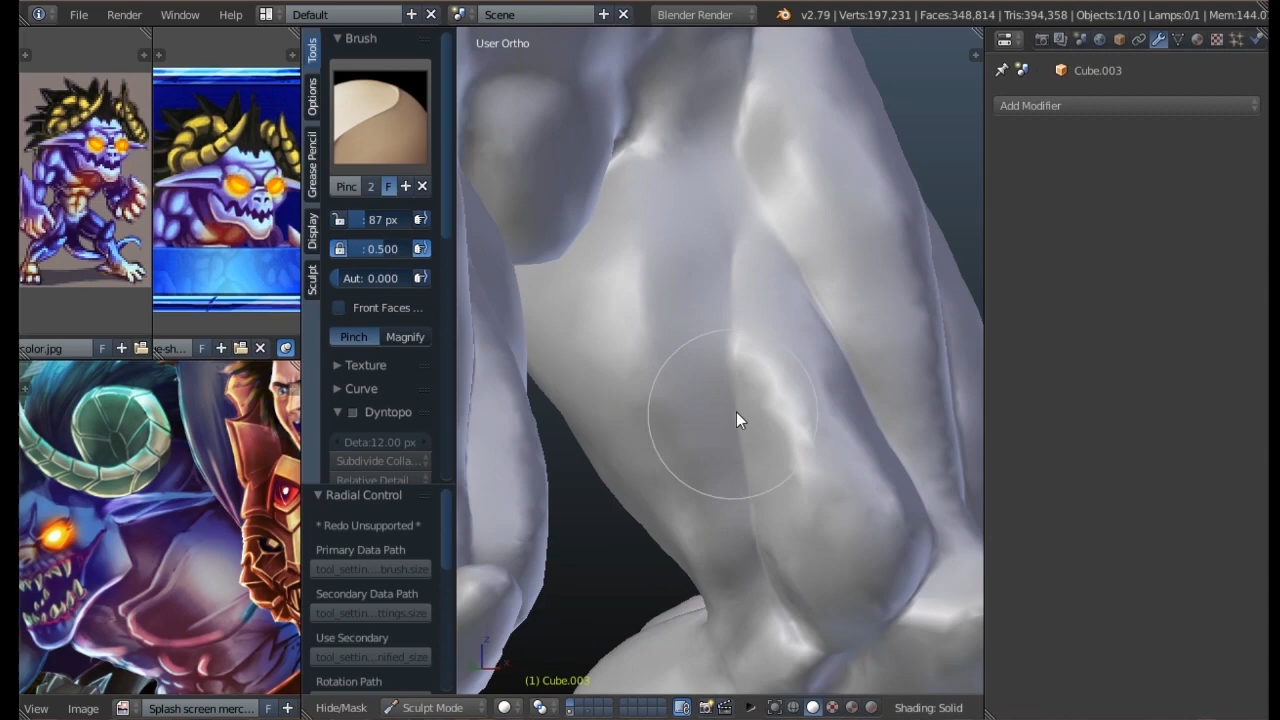 File Render Window Help Default Scene Blender Render v2.79 | Verts:197,231 | Faces:348,814 | Tris:394,358 | Objects:1/10 | Lamps:0/1 | Mem:144.0
Tools
Options
Grease Pencil
Display
Sculpt
Brush
Pinc 2 F
: 87 px
: 0.500
Aut: 0.000
Front Faces ...
Pinch Magnify
Texture
Curve
Dyntopo
Deta:12.00 px
Subdivide Colla...
Relative Detail
Radial Control
* Redo Unsupported *
Primary Data Path
tool_settin....brush.size
Secondary Data Path
tool_settin...ttings.size
Use Secondary
tool_settin...nified_size
Rotation Path
User Ortho
z
x
(1) Cube.003
Cube.003
Add Modifier
color.jpg F
e-sh... F
View Image Splash screen merc... F
Hide/Mask Sculpt Mode Shading: Solid